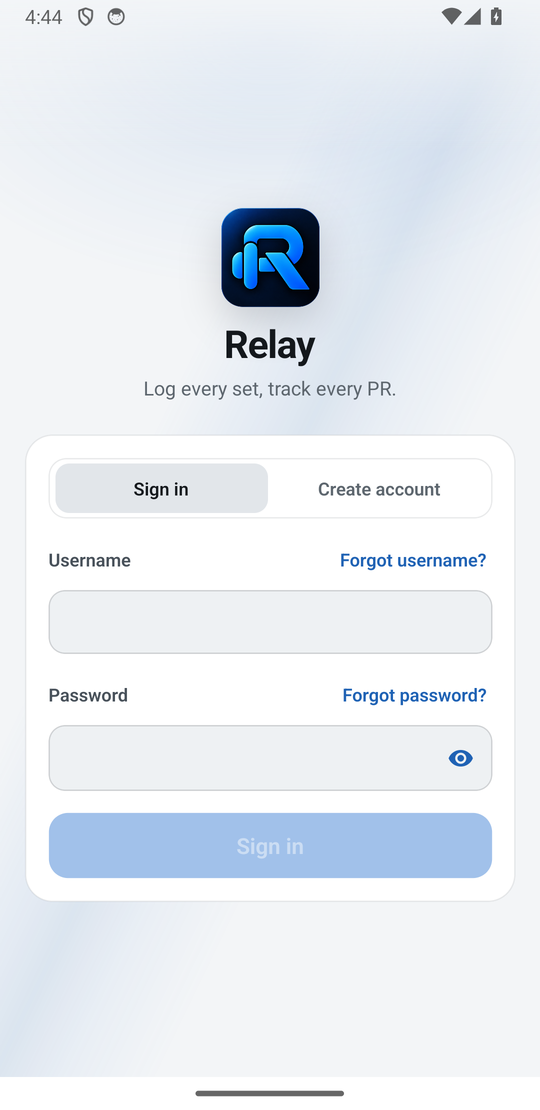 4:44
Relay
Log every set, track every PR.
Sign in
Create account
Username
Forgot username?
Password
Forgot password?
Sign in